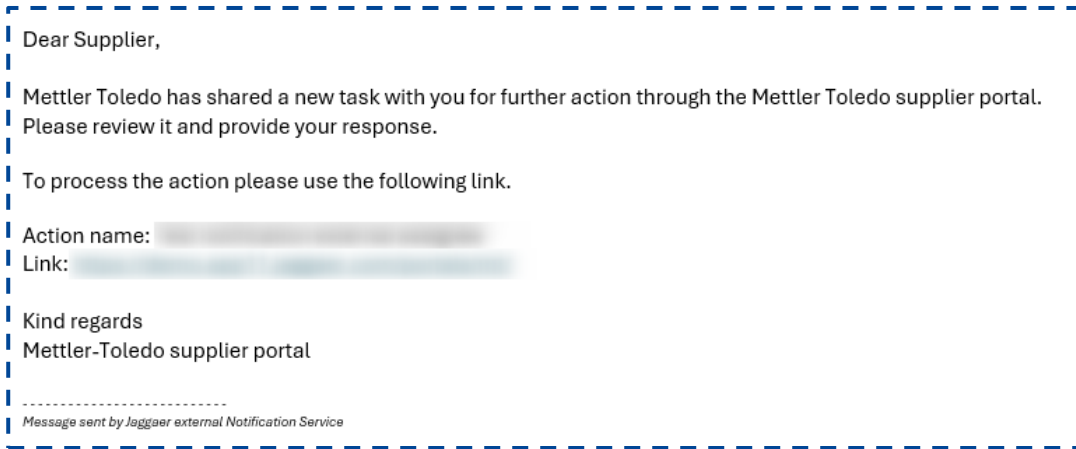 Dear Supplier,
Mettler Toledo has shared a new task with you for further action through the Mettler Toledo supplier portal.
Please review it and provide your response.
To process the action please use the following link.
Action name:
Link:
Kind regards
Mettler-Toledo supplier portal
---------------------------
Message sent by Jaggaer external Notification Service